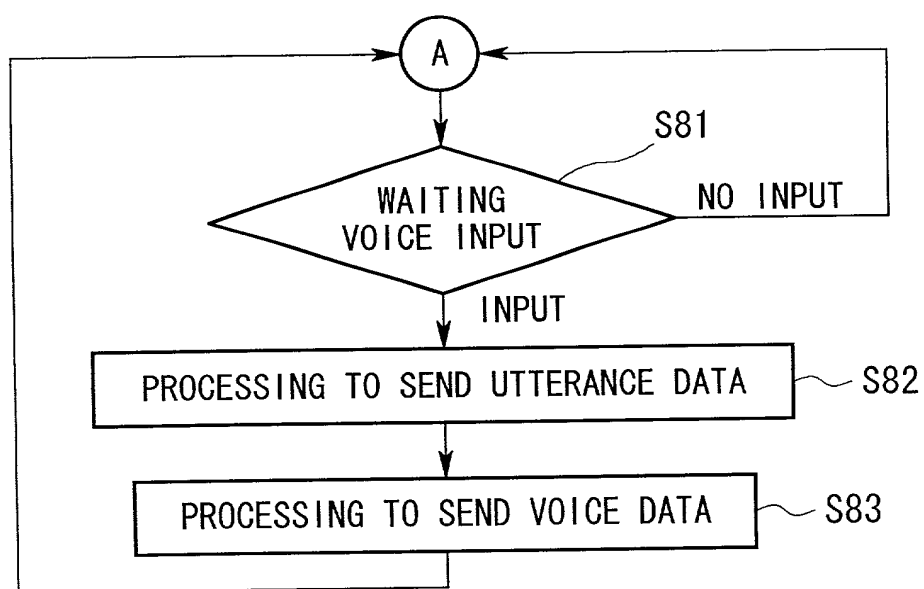 A
S81
WAITING
VOICE INPUT
NO INPUT
INPUT
PROCESSING TO SEND UTTERANCE DATA
S82
PROCESSING TO SEND VOICE DATA
S83